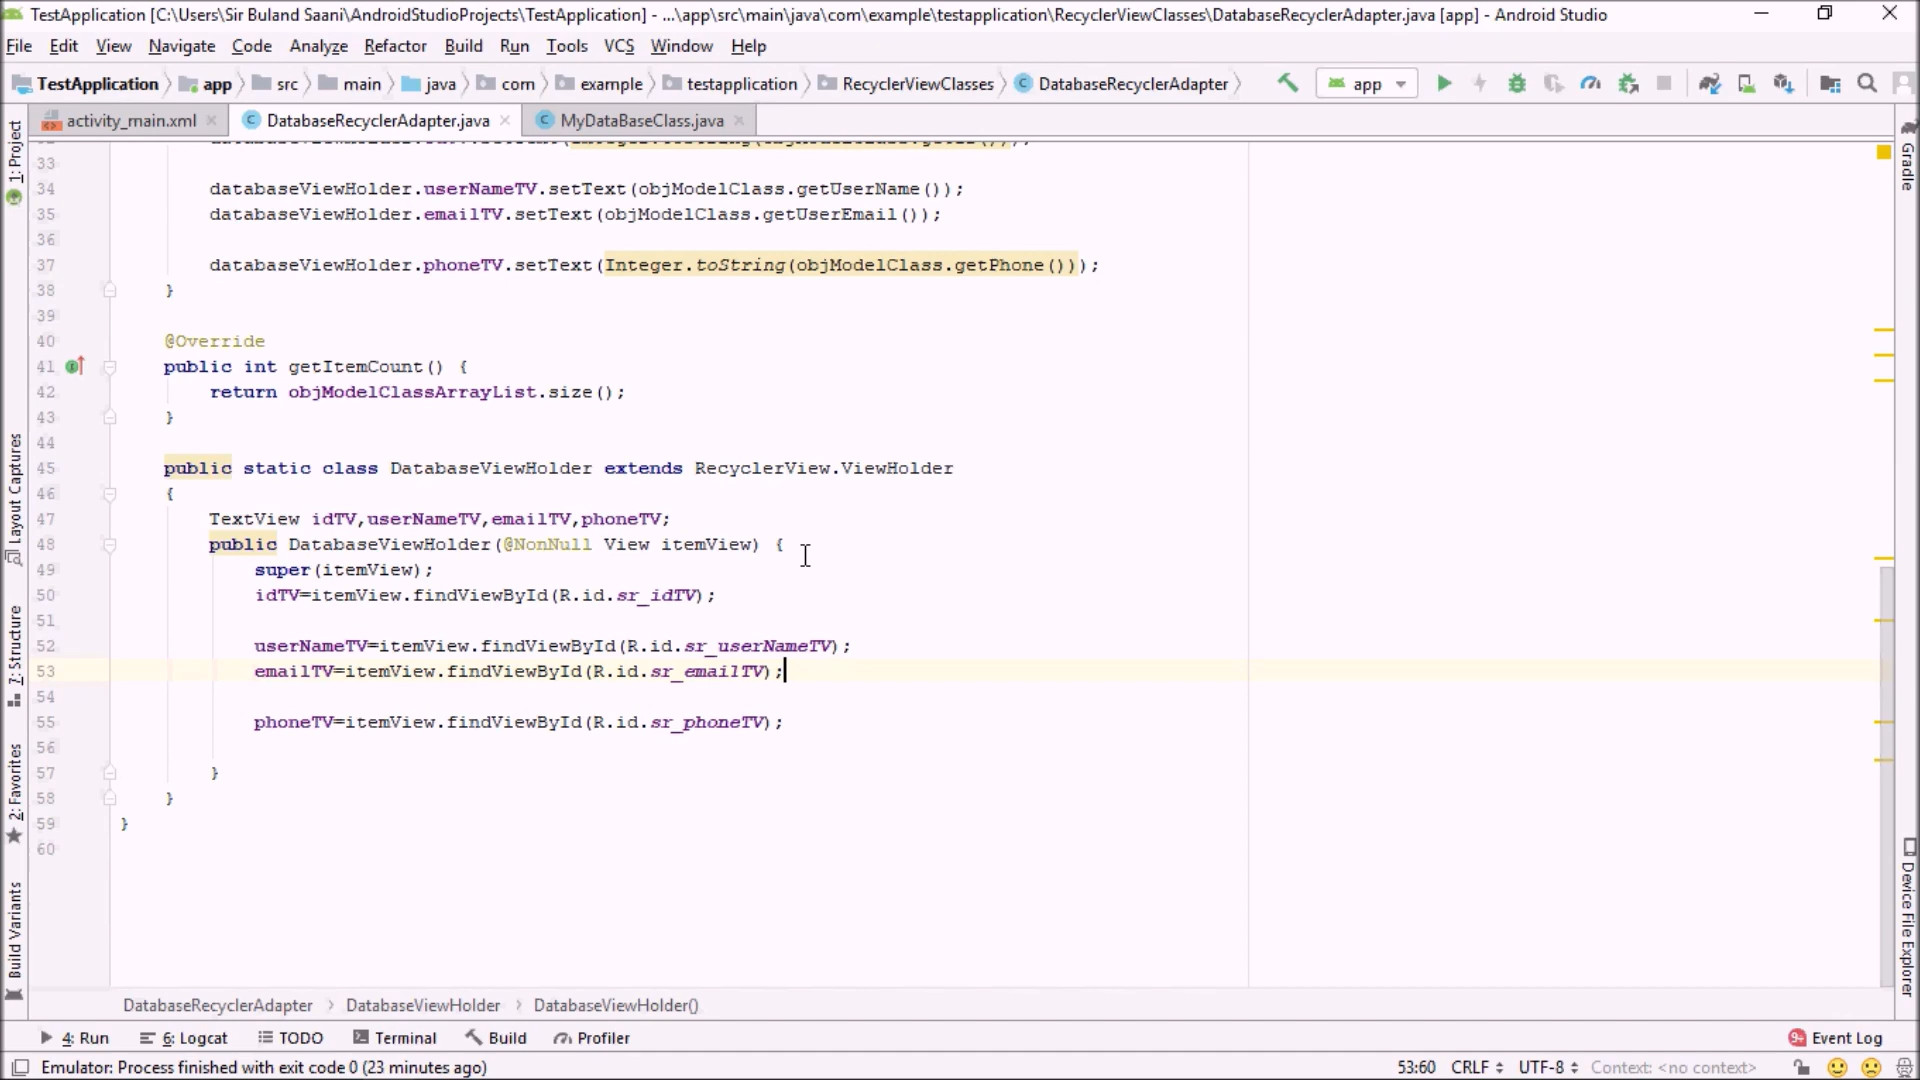 TestApplication [C:\Users\Sir Buland Saani\AndroidStudioProjects\TestApplication] - ...\app\src\main\java\com\example\testapplication\RecyclerViewClasses\DatabaseRecyclerAdapter.java [app] - Android Studio
File Edit View Navigate Code Analyze Refactor Build Run Tools VCS Window Help
TestApplication app src main java com example testapplication RecyclerViewClasses DatabaseRecyclerAdapter app
activity_main.xml DatabaseRecyclerAdapter.java MyDataBaseClass.java
33
34 databaseViewHolder.userNameTV.setText(objModelClass.getUserName());
35 databaseViewHolder.emailTV.setText(objModelClass.getUserEmail());
36
37 databaseViewHolder.phoneTV.setText(Integer.toString(objModelClass.getPhone()));
38 }
39
40 @Override
41 public int getItemCount() {
42 return objModelClassArrayList.size();
43 }
44
45 public static class DatabaseViewHolder extends RecyclerView.ViewHolder
46 {
47 TextView idTV,userNameTV,emailTV,phoneTV;
48 public DatabaseViewHolder(@NonNull View itemView) {
49 super(itemView);
50 idTV=itemView.findViewById(R.id.sr_idTV);
51
52 userNameTV=itemView.findViewById(R.id.sr_userNameTV);
53 emailTV=itemView.findViewById(R.id.sr_emailTV);
54
55 phoneTV=itemView.findViewById(R.id.sr_phoneTV);
56
57 }
58 }
59 }
60
1: Project
Layout Captures
7: Structure
2: Favorites
Build Variants
Gradle
Device File Explorer
DatabaseRecyclerAdapter DatabaseViewHolder DatabaseViewHolder()
4: Run 6: Logcat TODO Terminal Build Profiler 9+ Event Log
Emulator: Process finished with exit code 0 (23 minutes ago) 53:60 CRLF UTF-8 Context: <no context>